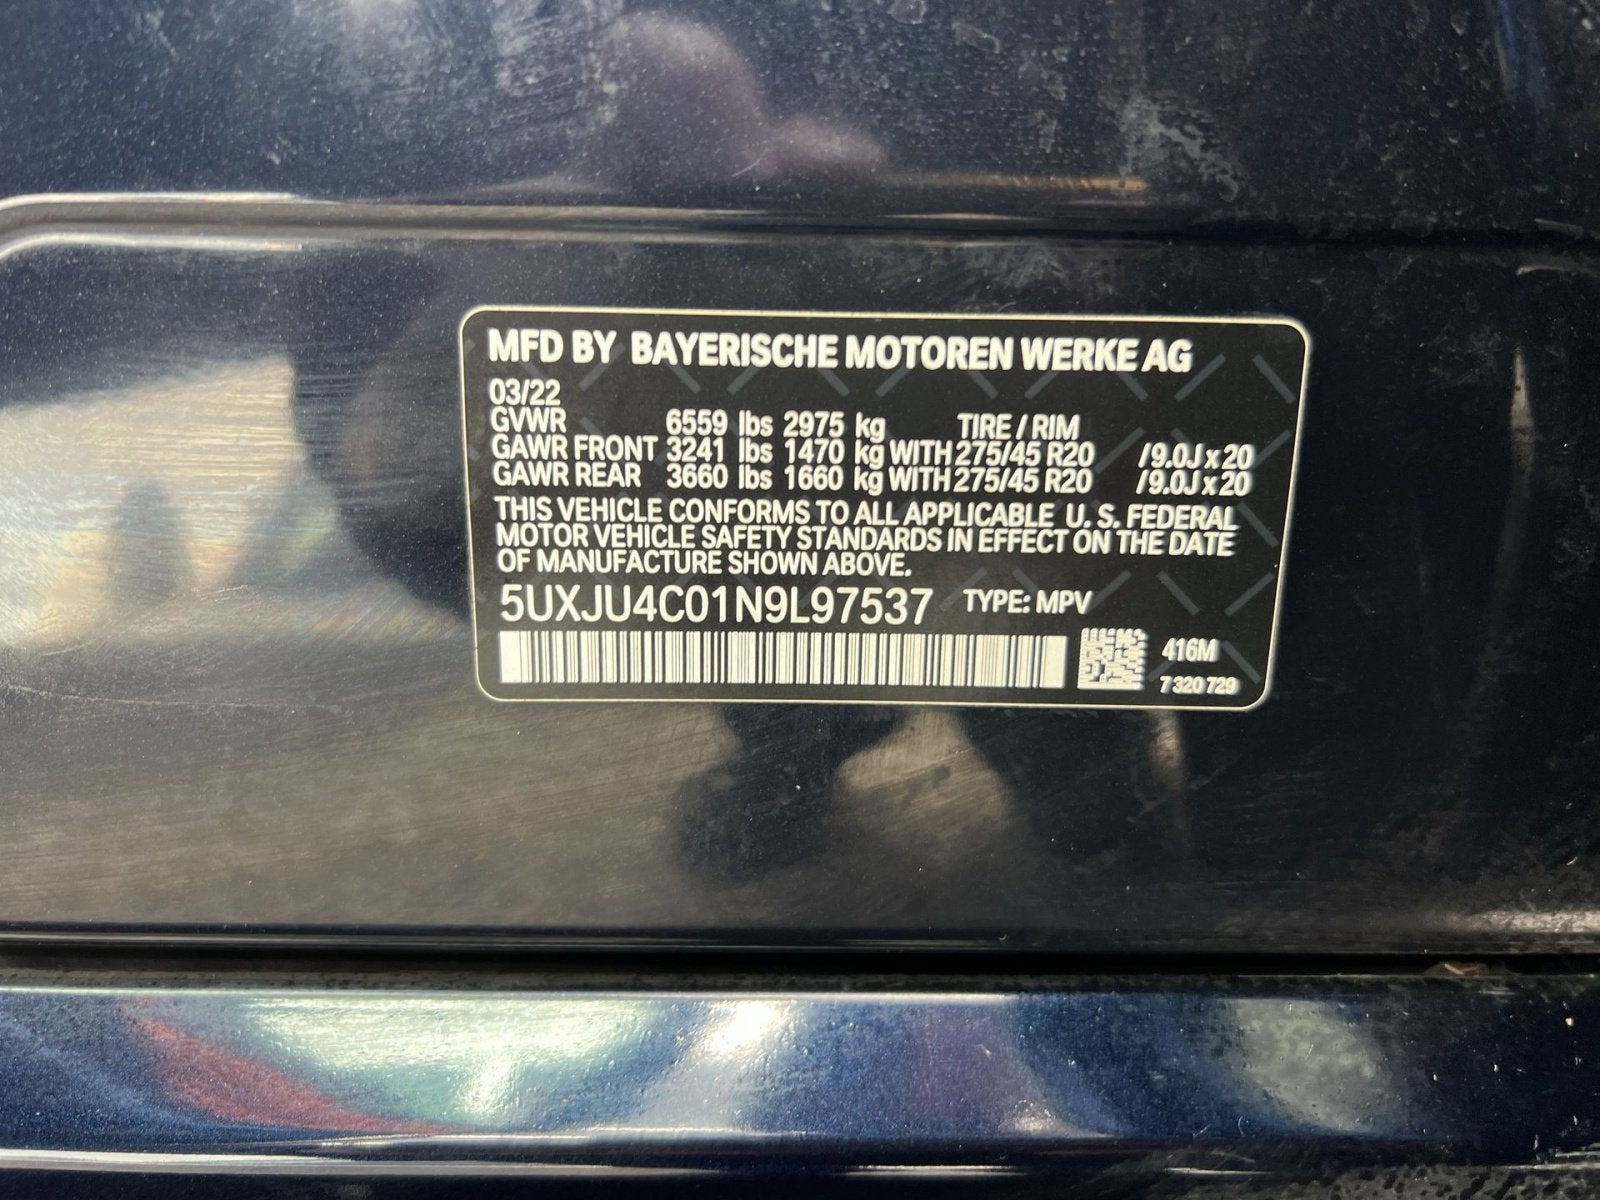 MFD BY BAYERISCHE MOTOREN WERKE AG
03/22
GVWR 6559 lbs 2975 kg TIRE / RIM
GAWR FRONT 3241 lbs 1470 kg WITH 275/45 R20 /9.0J x 20
GAWR REAR 3660 lbs 1660 kg WITH 275/45 R20 /9.0J x 20
THIS VEHICLE CONFORMS TO ALL APPLICABLE U. S. FEDERAL
MOTOR VEHICLE SAFETY STANDARDS IN EFFECT ON THE DATE
OF MANUFACTURE SHOWN ABOVE.
5UXJU4C01N9L97537 TYPE: MPV
416M
7 320 729